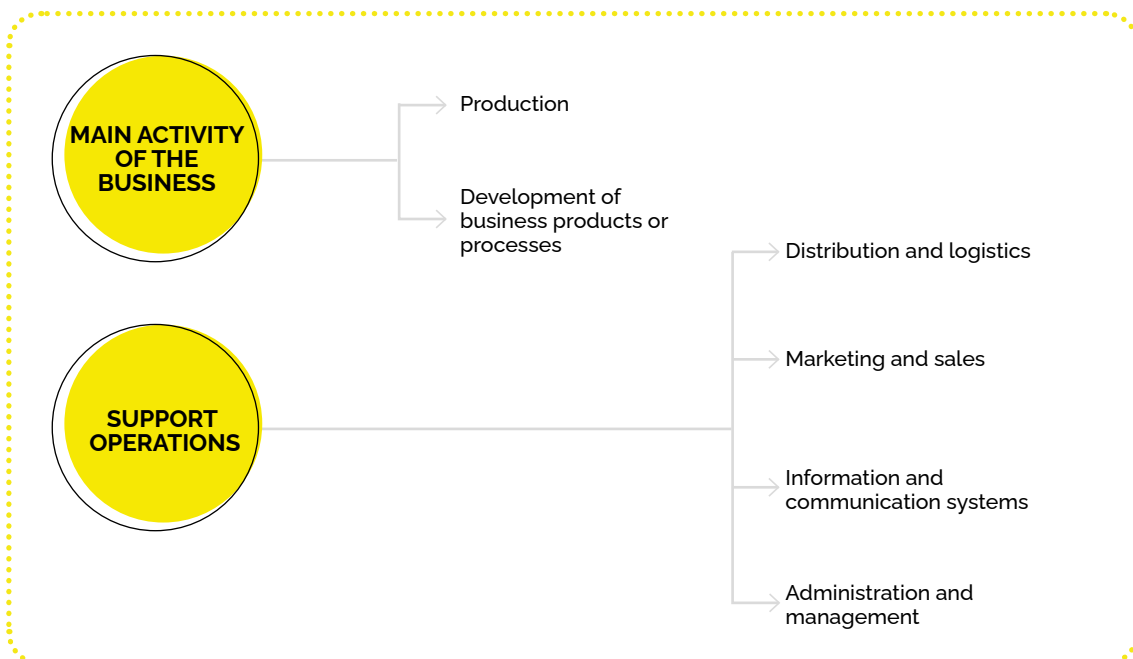 MAIN ACTIVITY
OF THE
BUSINESS
Production
Development of
business products or
processes
SUPPORT
OPERATIONS
Distribution and logistics
Marketing and sales
Information and
communication systems
Administration and
management